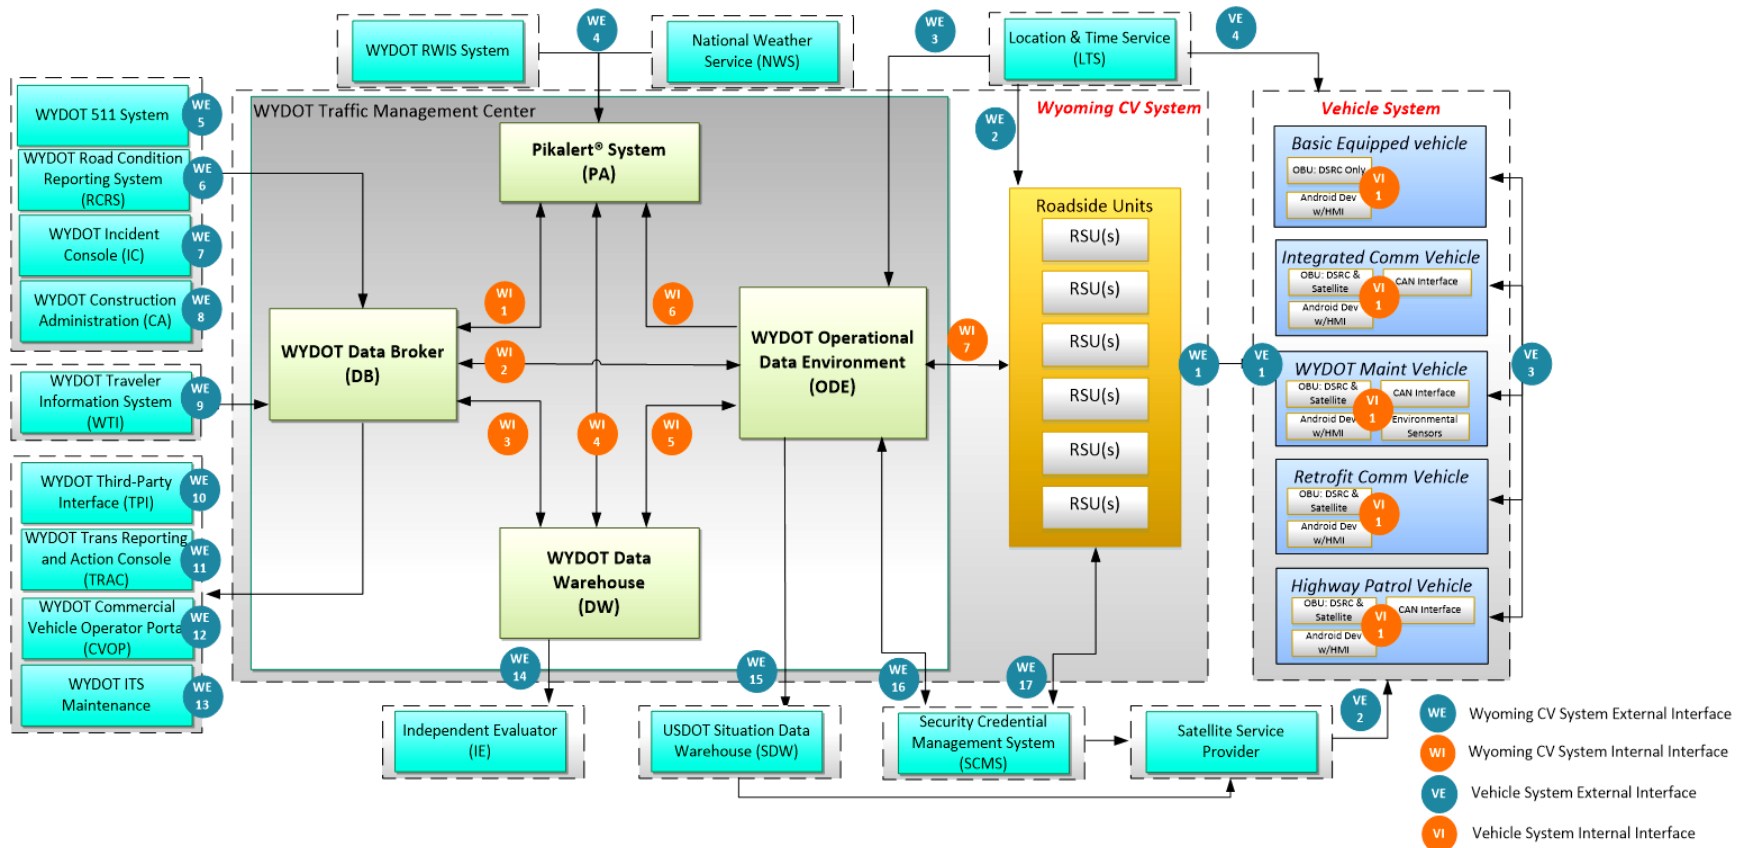 WYDOT RWIS System
WE
4
National Weather
Service (NWS)
WE
3
Location & Time Service
(LTS)
VE
4
WYDOT 511 System
WE
5
WYDOT Road Condition
Reporting System
(RCRS)
WE
6
WYDOT Incident
Console (IC)
WE
7
WYDOT Construction
Administration (CA)
WE
8
WYDOT Traveler
Information System
(WTI)
WE
9
WYDOT Third-Party
Interface (TPI)
WE
10
WYDOT Trans Reporting
and Action Console
(TRAC)
WE
11
WYDOT Commercial
Vehicle Operator Porta
(CVOP)
WE
12
WYDOT ITS
Maintenance
WE
13
WYDOT Traffic Management Center
Wyoming CV System
Pikalert® System
(PA)
WE
2
WI
1
WI
6
WYDOT Data Broker
(DB)
WI
2
WYDOT Operational
Data Environment
(ODE)
WI
7
WI
3
WI
4
WI
5
WYDOT Data
Warehouse
(DW)
Roadside Units
RSU(s)
RSU(s)
RSU(s)
RSU(s)
RSU(s)
RSU(s)
WE
1
VE
1
Vehicle System
Basic Equipped vehicle
OBU: DSRC Only
Android Dev
w/HMI
VI
1
Integrated Comm Vehicle
OBU: DSRC &
Satellite
CAN Interface
Android Dev
w/HMI
VI
1
WYDOT Maint Vehicle
OBU: DSRC &
Satellite
CAN Interface
Android Dev
w/HMI
Environmental
Sensors
VI
1
Retrofit Comm Vehicle
OBU: DSRC &
Satellite
Android Dev
w/HMI
VI
1
Highway Patrol Vehicle
OBU: DSRC &
Satellite
CAN Interface
Android Dev
w/HMI
VI
1
VE
3
WE
14
WE
15
WE
16
WE
17
VE
2
Independent Evaluator
(IE)
USDOT Situation Data
Warehouse (SDW)
Security Credential
Management System
(SCMS)
Satellite Service
Provider
WE
Wyoming CV System External Interface
WI
Wyoming CV System Internal Interface
VE
Vehicle System External Interface
VI
Vehicle System Internal Interface